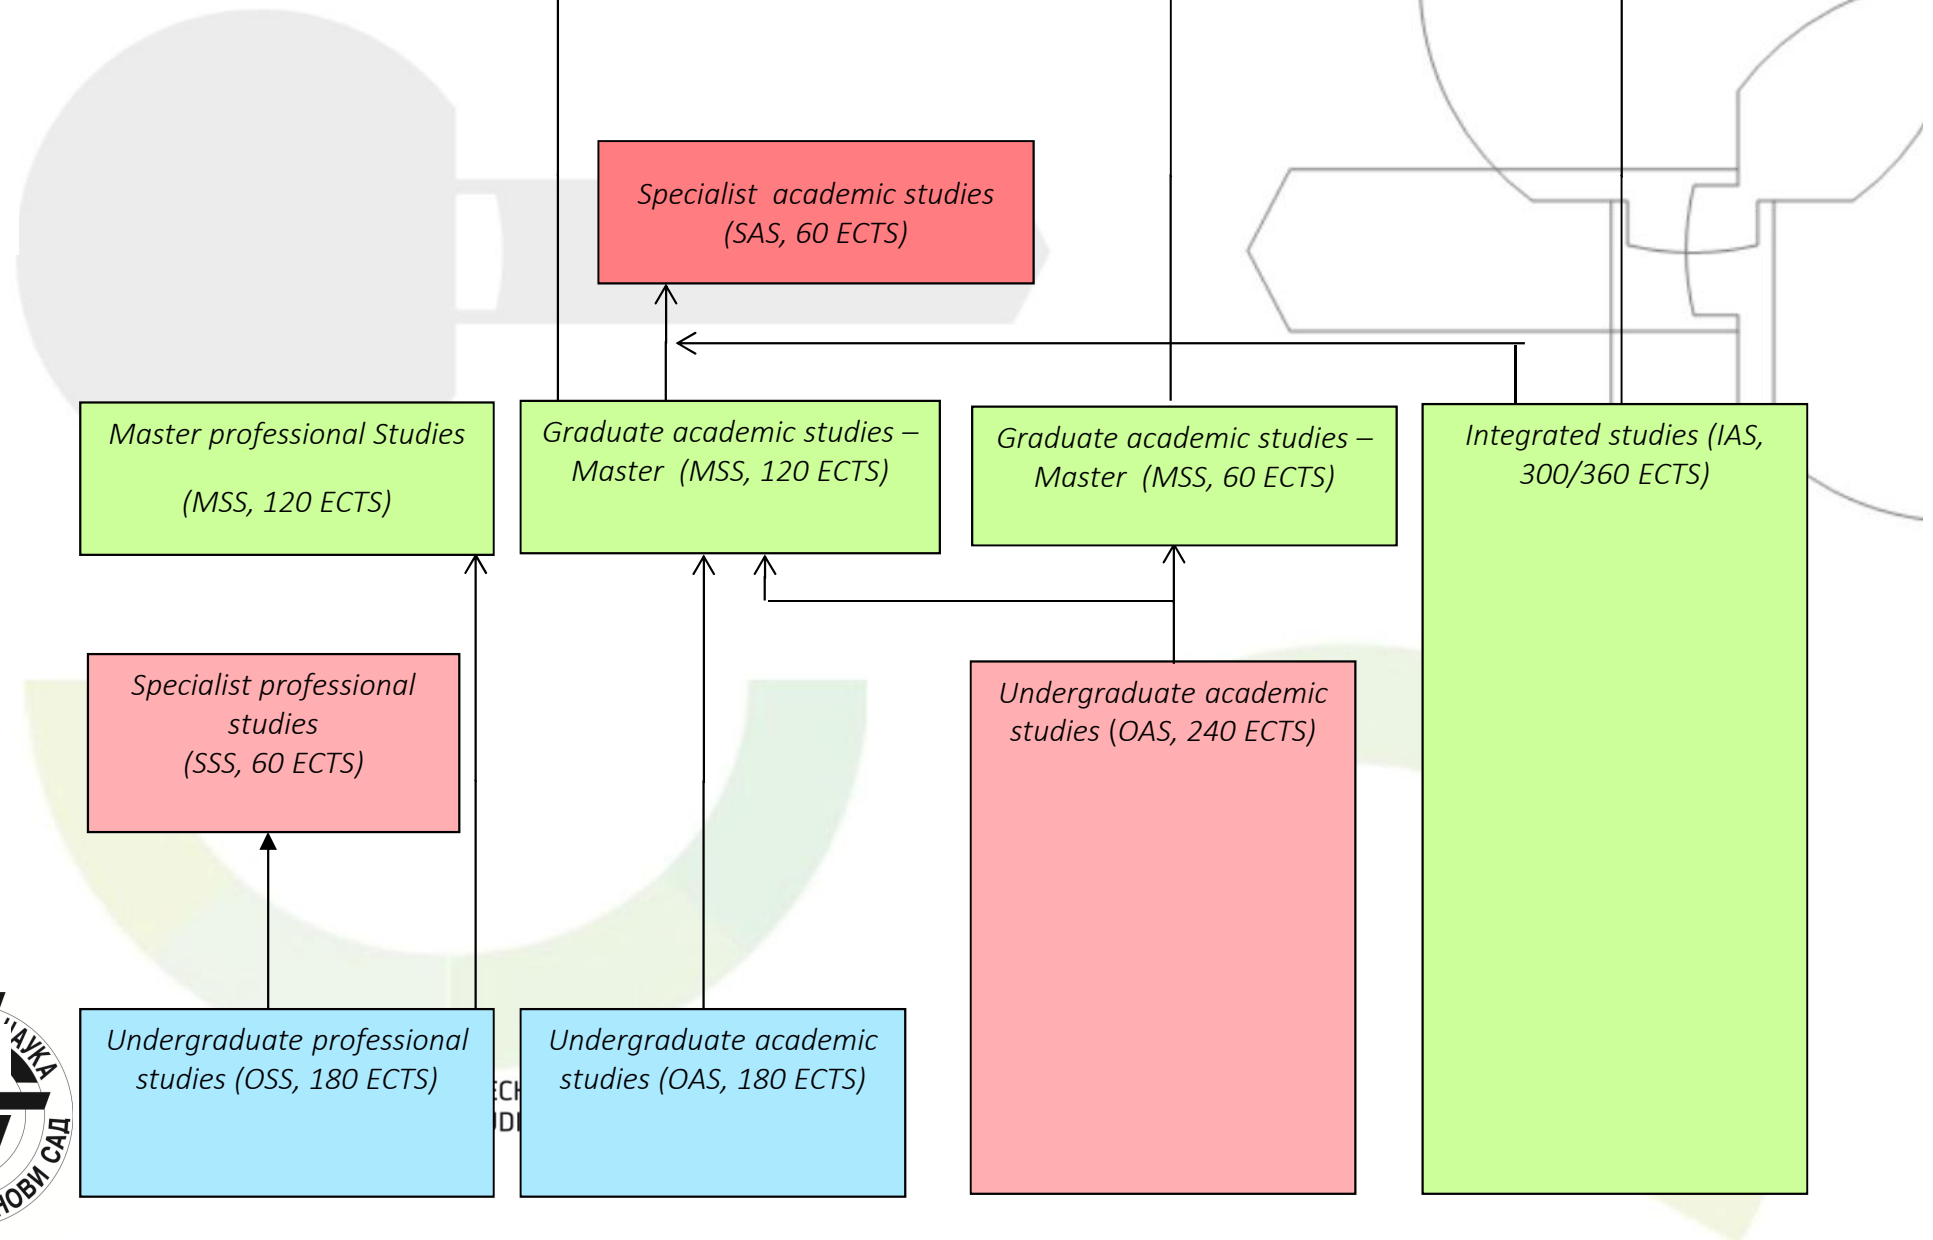 Specialist academic studies
(SAS, 60 ECTS)
Master professional Studies
(MSS, 120 ECTS)
Graduate academic studies –
Master (MSS, 120 ECTS)
Graduate academic studies –
Master (MSS, 60 ECTS)
Integrated studies (IAS,
300/360 ECTS)
Specialist professional
studies
(SSS, 60 ECTS)
Undergraduate academic
studies (OAS, 240 ECTS)
Undergraduate professional
studies (OSS, 180 ECTS)
Undergraduate academic
studies (OAS, 180 ECTS)
НОВИ САД